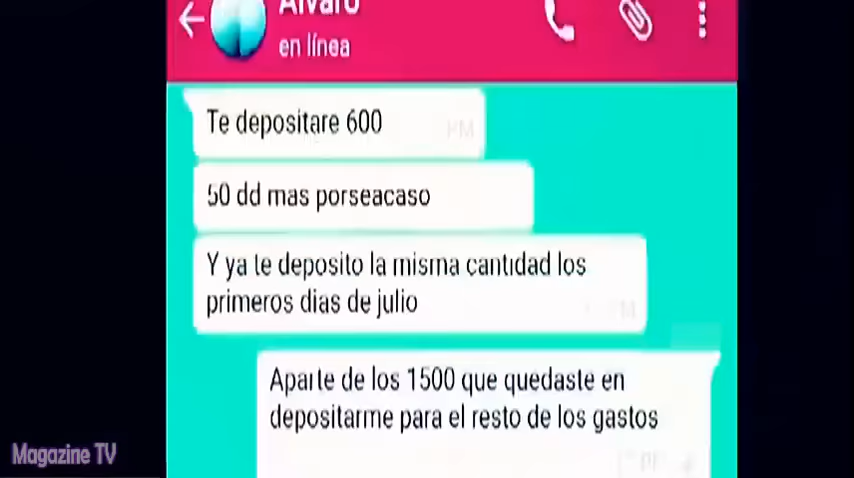 Alvaro
en línea
Te depositare 600
50 dd mas porseacaso
Y ya te deposito la misma cantidad los
primeros dias de julio
Aparte de los 1500 que quedaste en
depositarme para el resto de los gastos
Magazine TV